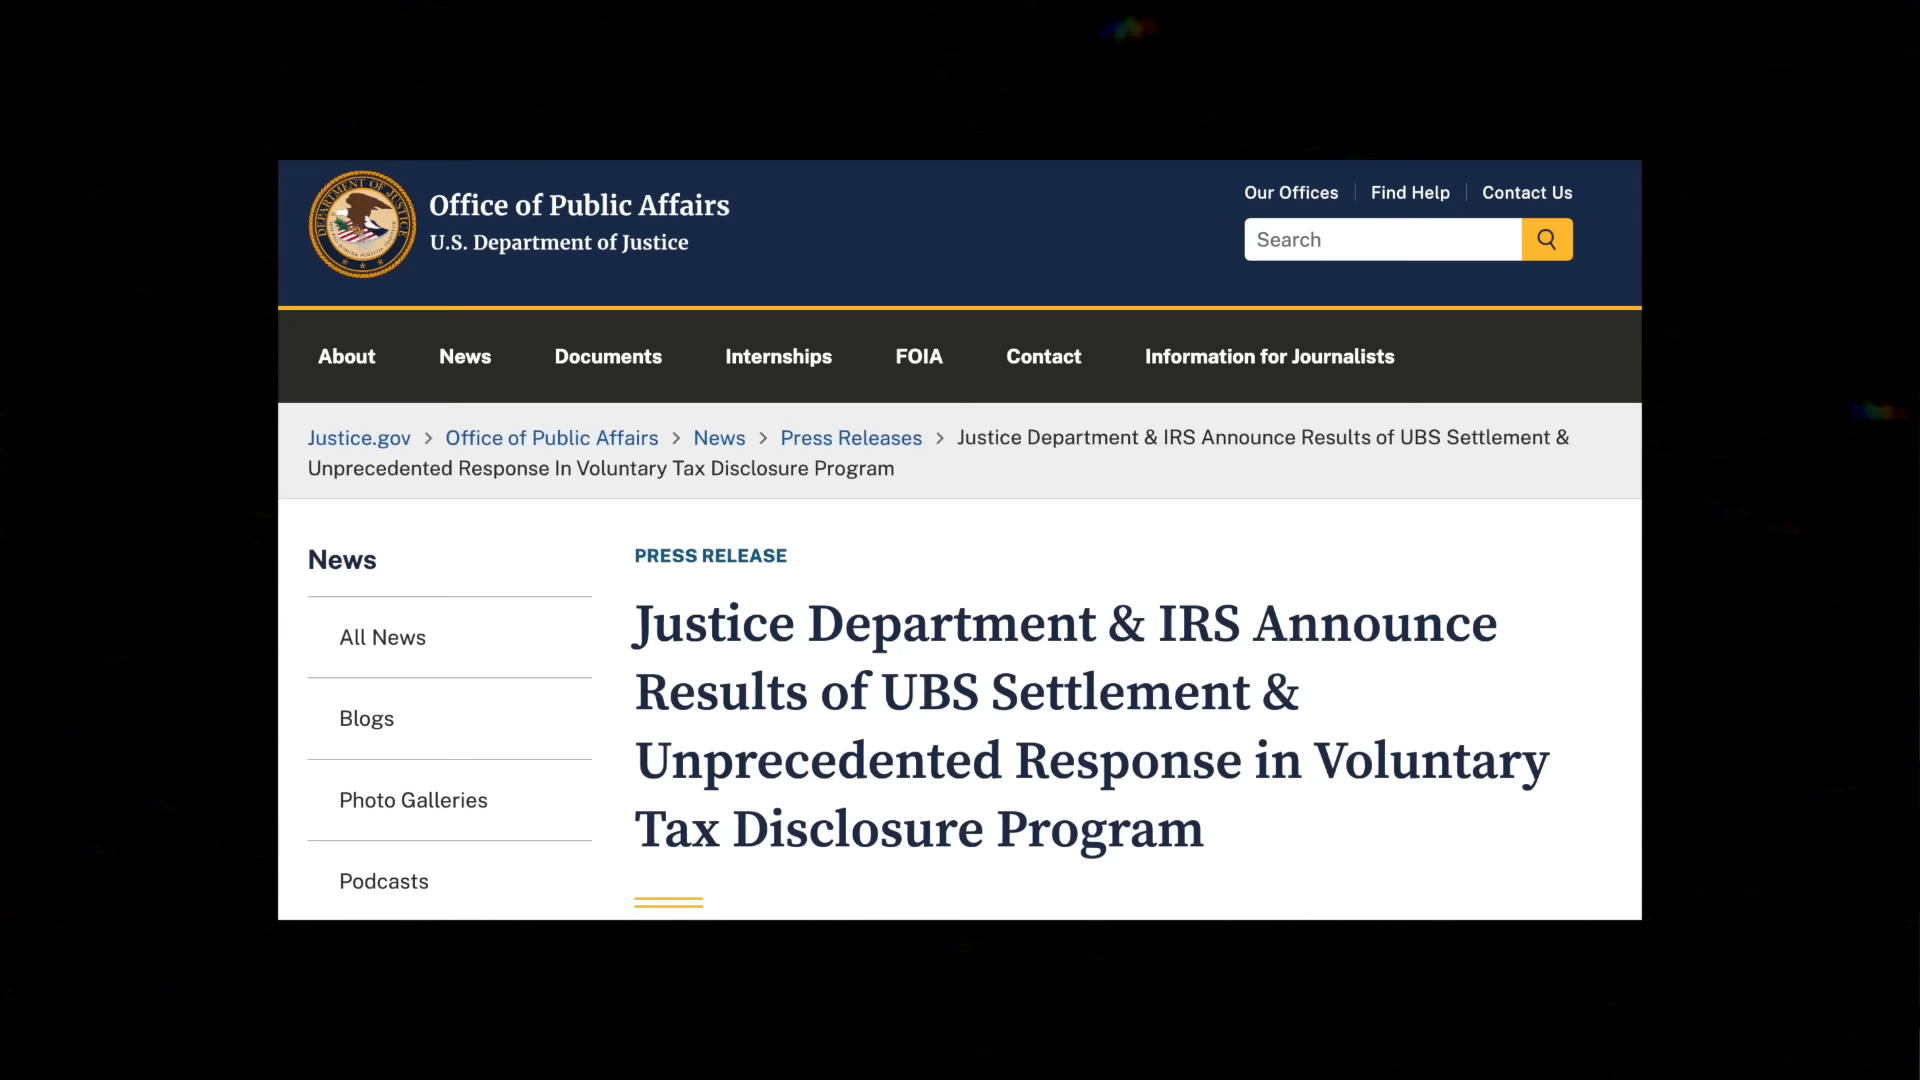 Office of Public Affairs
U.S. Department of Justice
Our Offices
Find Help
Contact Us
Search
About
News
Documents
Internships
FOIA
Contact
Information for Journalists
Justice.gov > Office of Public Affairs > News > Press Releases > Justice Department & IRS Announce Results of UBS Settlement &
Unprecedented Response In Voluntary Tax Disclosure Program
News
All News
Blogs
Photo Galleries
Podcasts
PRESS RELEASE
Justice Department & IRS Announce
Results of UBS Settlement &
Unprecedented Response in Voluntary
Tax Disclosure Program